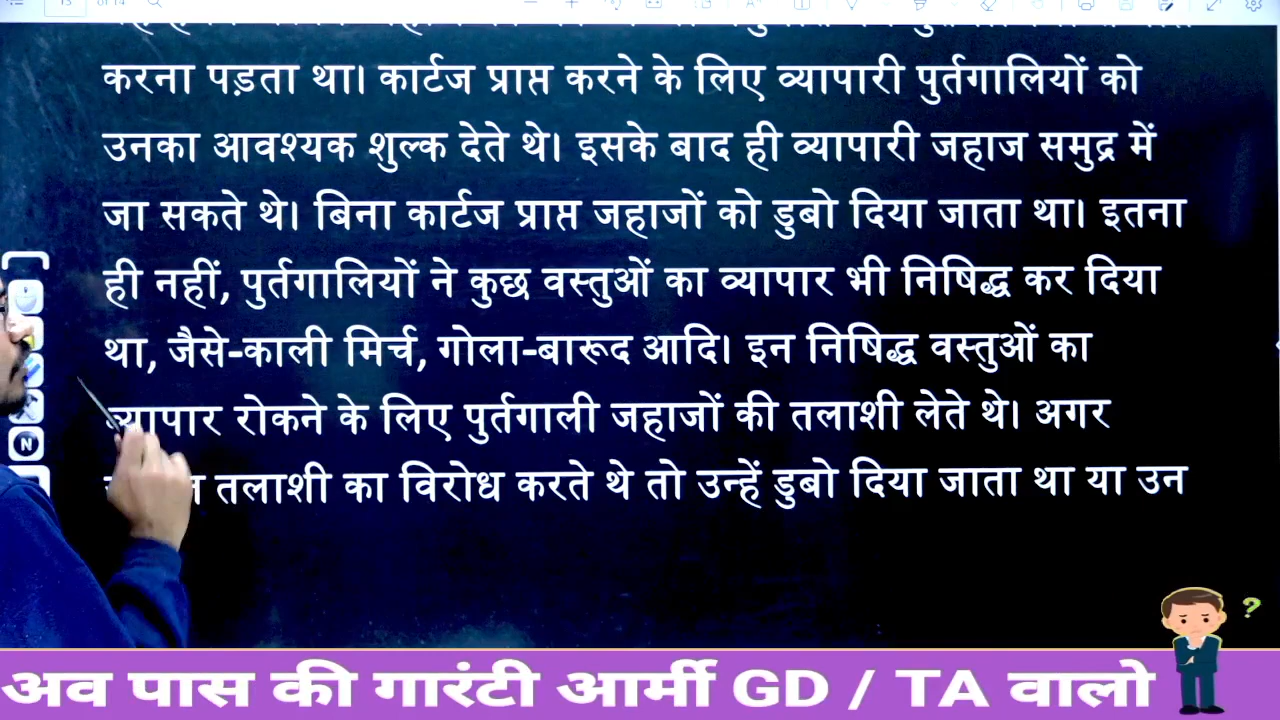 करना पड़ता था। कार्टज प्राप्त करने के लिए व्यापारी पुर्तगालियों को
उनका आवश्यक शुल्क देते थे। इसके बाद ही व्यापारी जहाज समुद्र में
जा सकते थे। बिना कार्टज प्राप्त जहाजों को डुबो दिया जाता था। इतना
ही नहीं, पुर्तगालियों ने कुछ वस्तुओं का व्यापार भी निषिद्ध कर दिया
था, जैसे-काली मिर्च, गोला-बारूद आदि। इन निषिद्ध वस्तुओं का
व्यापार रोकने के लिए पुर्तगाली जहाजों की तलाशी लेते थे। अगर
तलाशी का विरोध करते थे तो उन्हें डुबो दिया जाता था या उन
अव पास की गारंटी आर्मी GD / TA वालो
?
N